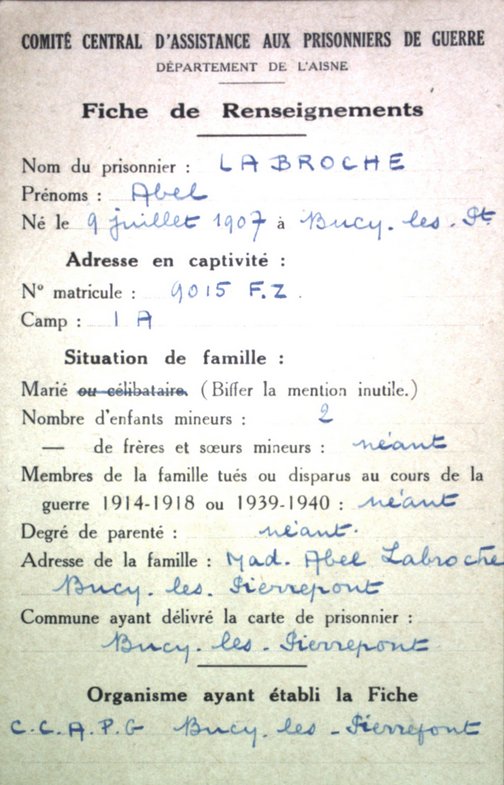 COMITÉ CENTRAL D'ASSISTANCE AUX PRISONNIERS DE GUERRE
DÉPARTEMENT DE L'AISNE
Fiche de Renseignements
Nom du prisonnier : LABROCHE
Prénoms : Abel
Né le 9 juillet 1907 à Bucy-les-Pt
Adresse en captivité :
N° matricule : 9015 F.Z.
Camp : I A
Situation de famille :
Marié ou célibataire. (Biffer la mention inutile.)
Nombre d'enfants mineurs : 2
— de frères et sœurs mineurs : néant
Membres de la famille tués ou disparus au cours de la
guerre 1914-1918 ou 1939-1940 : néant
Degré de parenté : néant.
Adresse de la famille : Mad. Abel Labroche
Bucy-les-Pierrepont
Commune ayant délivré la carte de prisonnier :
Bucy-les-Pierrepont
Organisme ayant établi la Fiche
C.C.A.P.G Bucy-les-Pierrepont